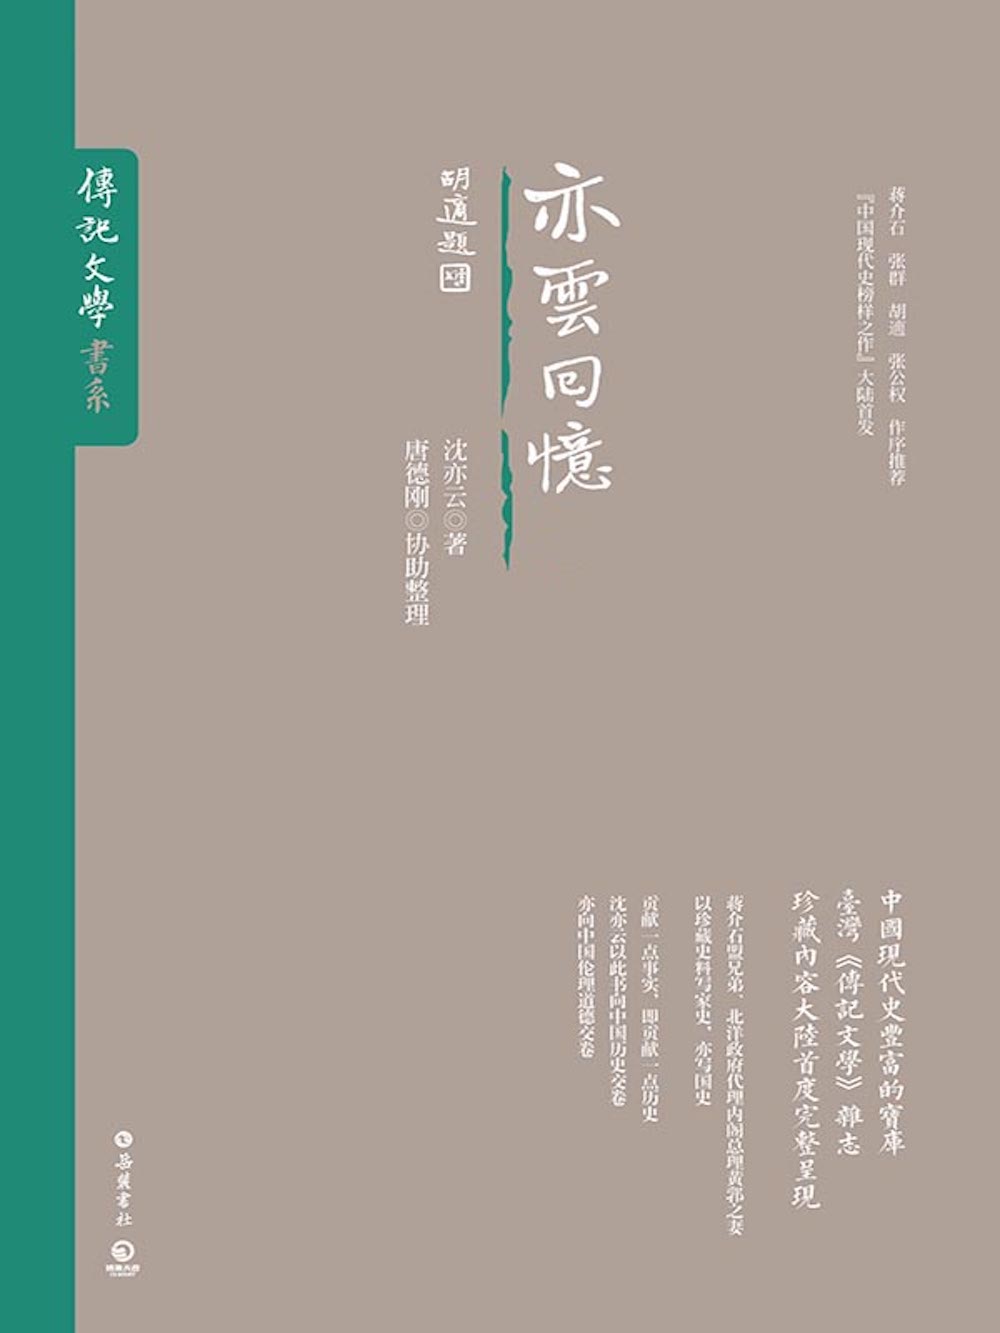 蒋介石 张群 胡適 张公权 作序推荐
『中国现代史榜样之作』大陆首发
亦雲回憶
胡適題
沈亦云◎著
唐德刚◎协助整理
傳記文學書系
中國現代史豐富的寶庫
臺灣《傳記文學》雜志
珍藏內容大陸首度完整呈現
蒋介石盟兄弟、北洋政府代理内阁总理黄郛之妻
以珍藏史料写家史，亦写国史
贡献一点事实，即贡献一点历史
沈亦云以此书向中国历史交卷
亦向中国伦理道德交卷
岳麓書社